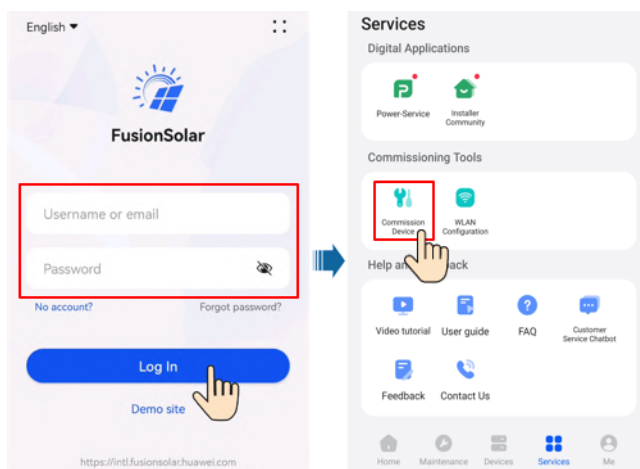 English
FusionSolar
Username or email
Password
No account?
Forgot password?
Log In
Demo site
https://intl.fusionsolar.huawei.com
Services
Digital Applications
Power-Service
Installer
Community
Commissioning Tools
Commission
Device
WLAN
Configuration
Help an
back
Video tutorial
User guide
FAQ
Customer
Service Chatbot
Feedback
Contact Us
Home
Maintenance
Devices
Services
Me